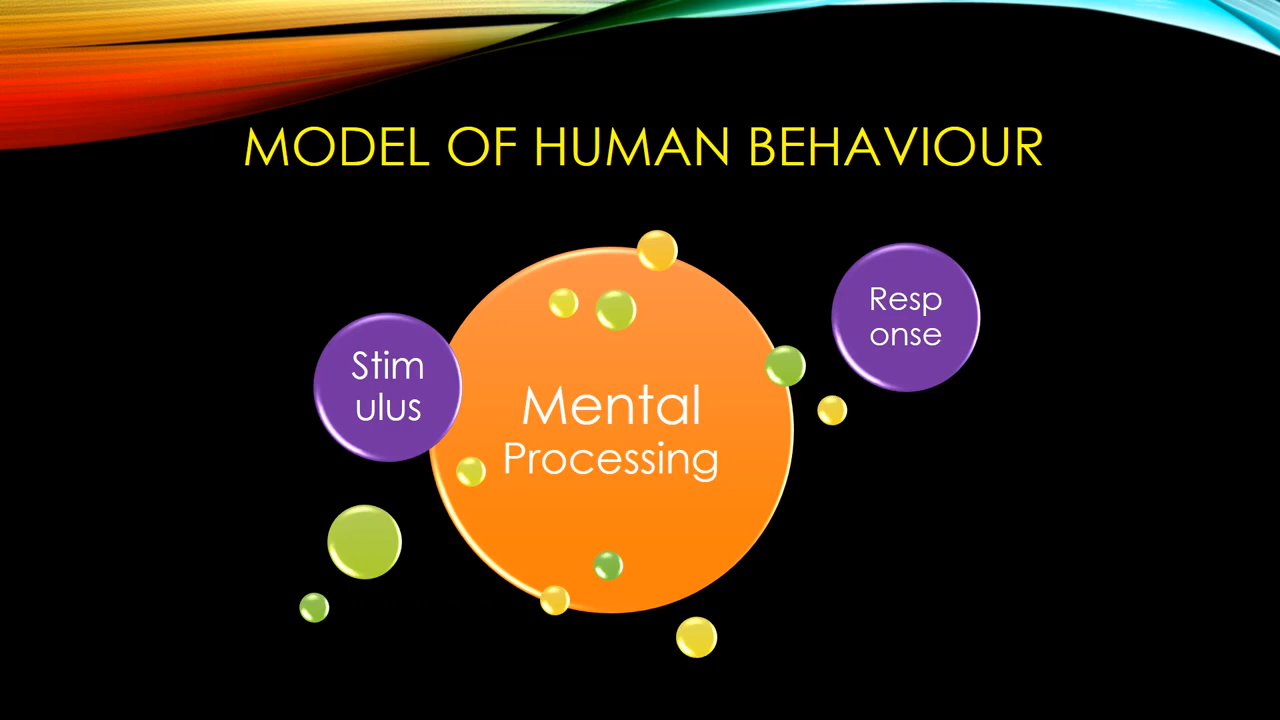 MODEL OF HUMAN BEHAVIOUR
Stim
ulus
Mental
Processing
Resp
onse